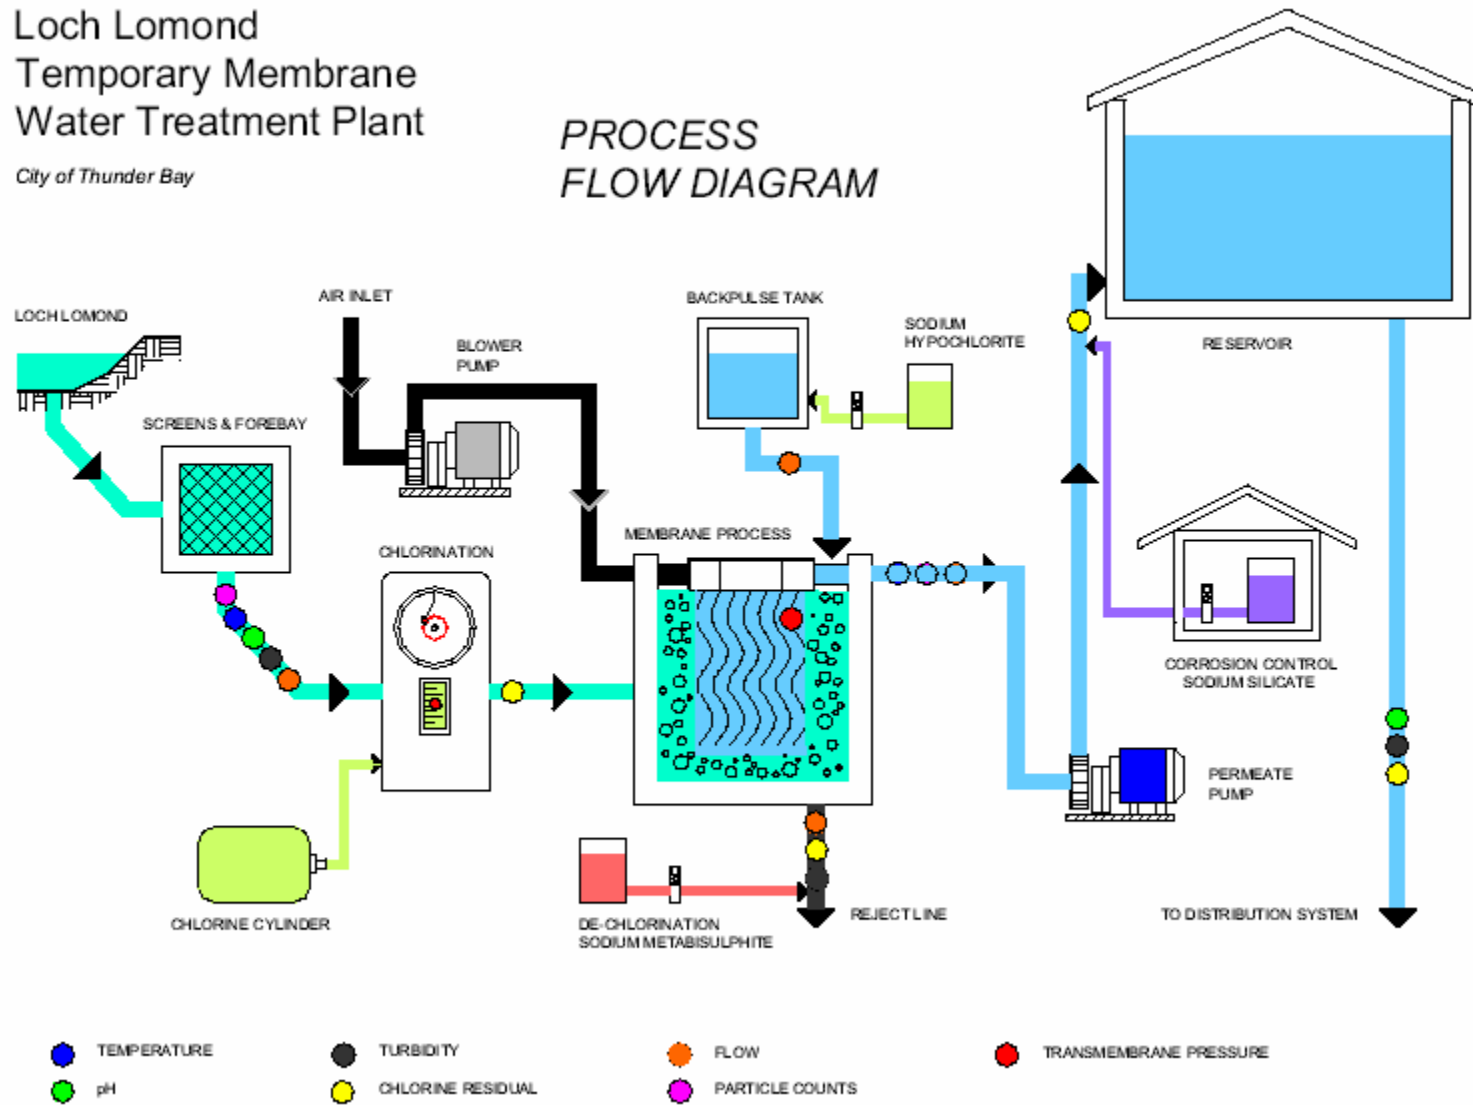 Loch Lomond
Temporary Membrane
Water Treatment Plant
City of Thunder Bay
PROCESS
FLOW DIAGRAM
LOCH LOMOND
AIR INLET
BLOWER
PUMP
BACKPULSE TANK
SODIUM
HYPOCHLORITE
RESERVOIR
SCREENS & FOREBAY
CHLORINATION
MEMBRANE PROCESS
CORROSION CONTROL
SODIUM SILICATE
PERMEATE
PUMP
CHLORINE CYLINDER
DE-CHLORINATION
SODIUM METABISULPHITE
REJECT LINE
TO DISTRIBUTION SYSTEM
TEMPERATURE
TURBIDITY
FLOW
TRANSMEMBRANE PRESSURE
pH
CHLORINE RESIDUAL
PARTICLE COUNTS